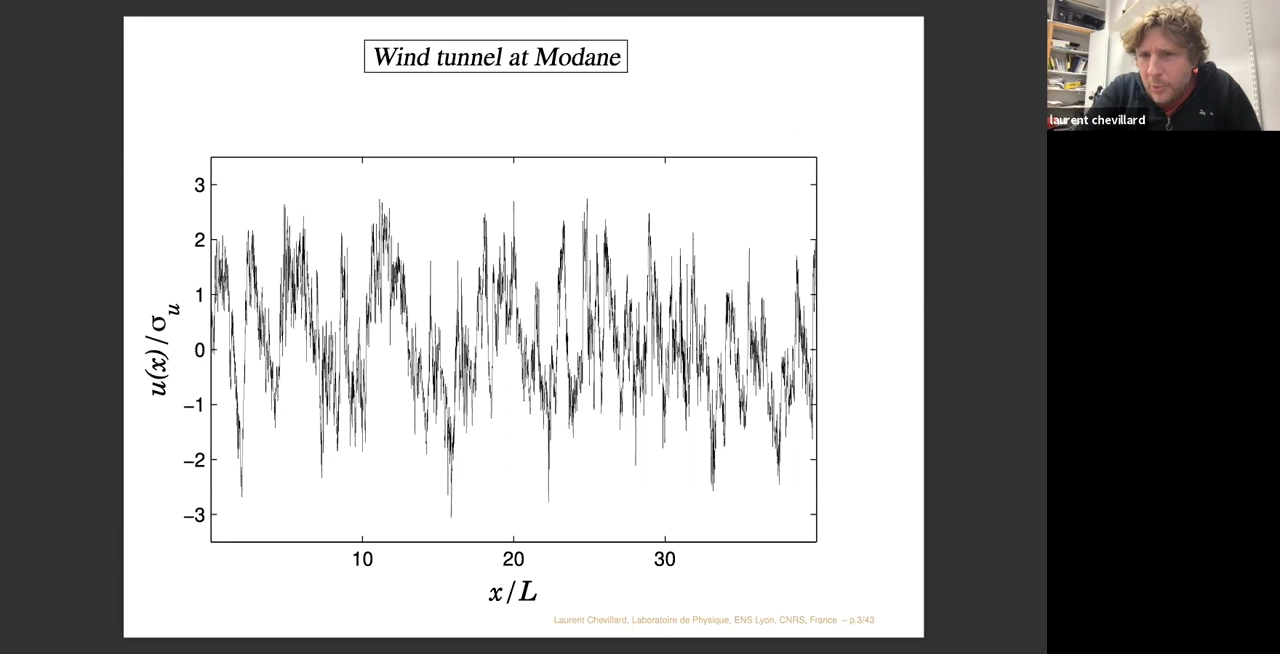 Wind tunnel at Modane
laurent chevillard
3
2
1
0
−1
−2
−3
u(x)/σu
10
20
30
x/L
Laurent Chevillard, Laboratoire de Physique, ENS Lyon, CNRS, France – p.3/43